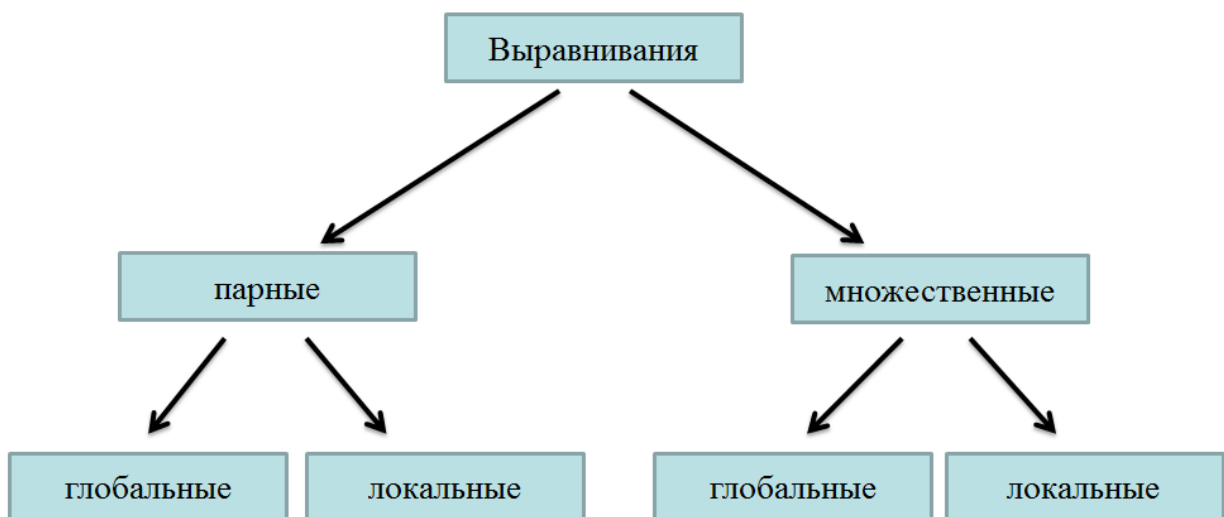 Выравнивания
парные
множественные
глобальные
локальные
глобальные
локальные